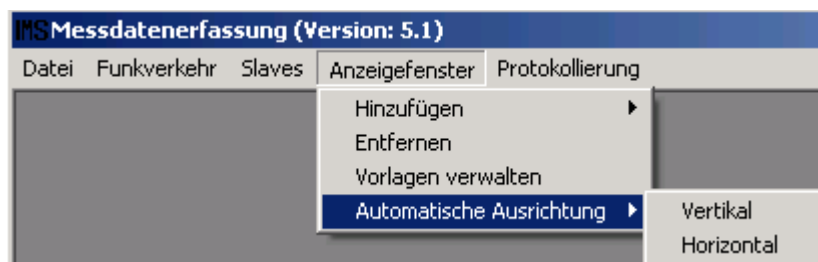 IMS Messdatenerfassung (Version: 5.1)
Datei Funkverkehr Slaves Anzeigefenster Protokollierung
Hinzufügen
Entfernen
Vorlagen verwalten
Automatische Ausrichtung
Vertikal
Horizontal